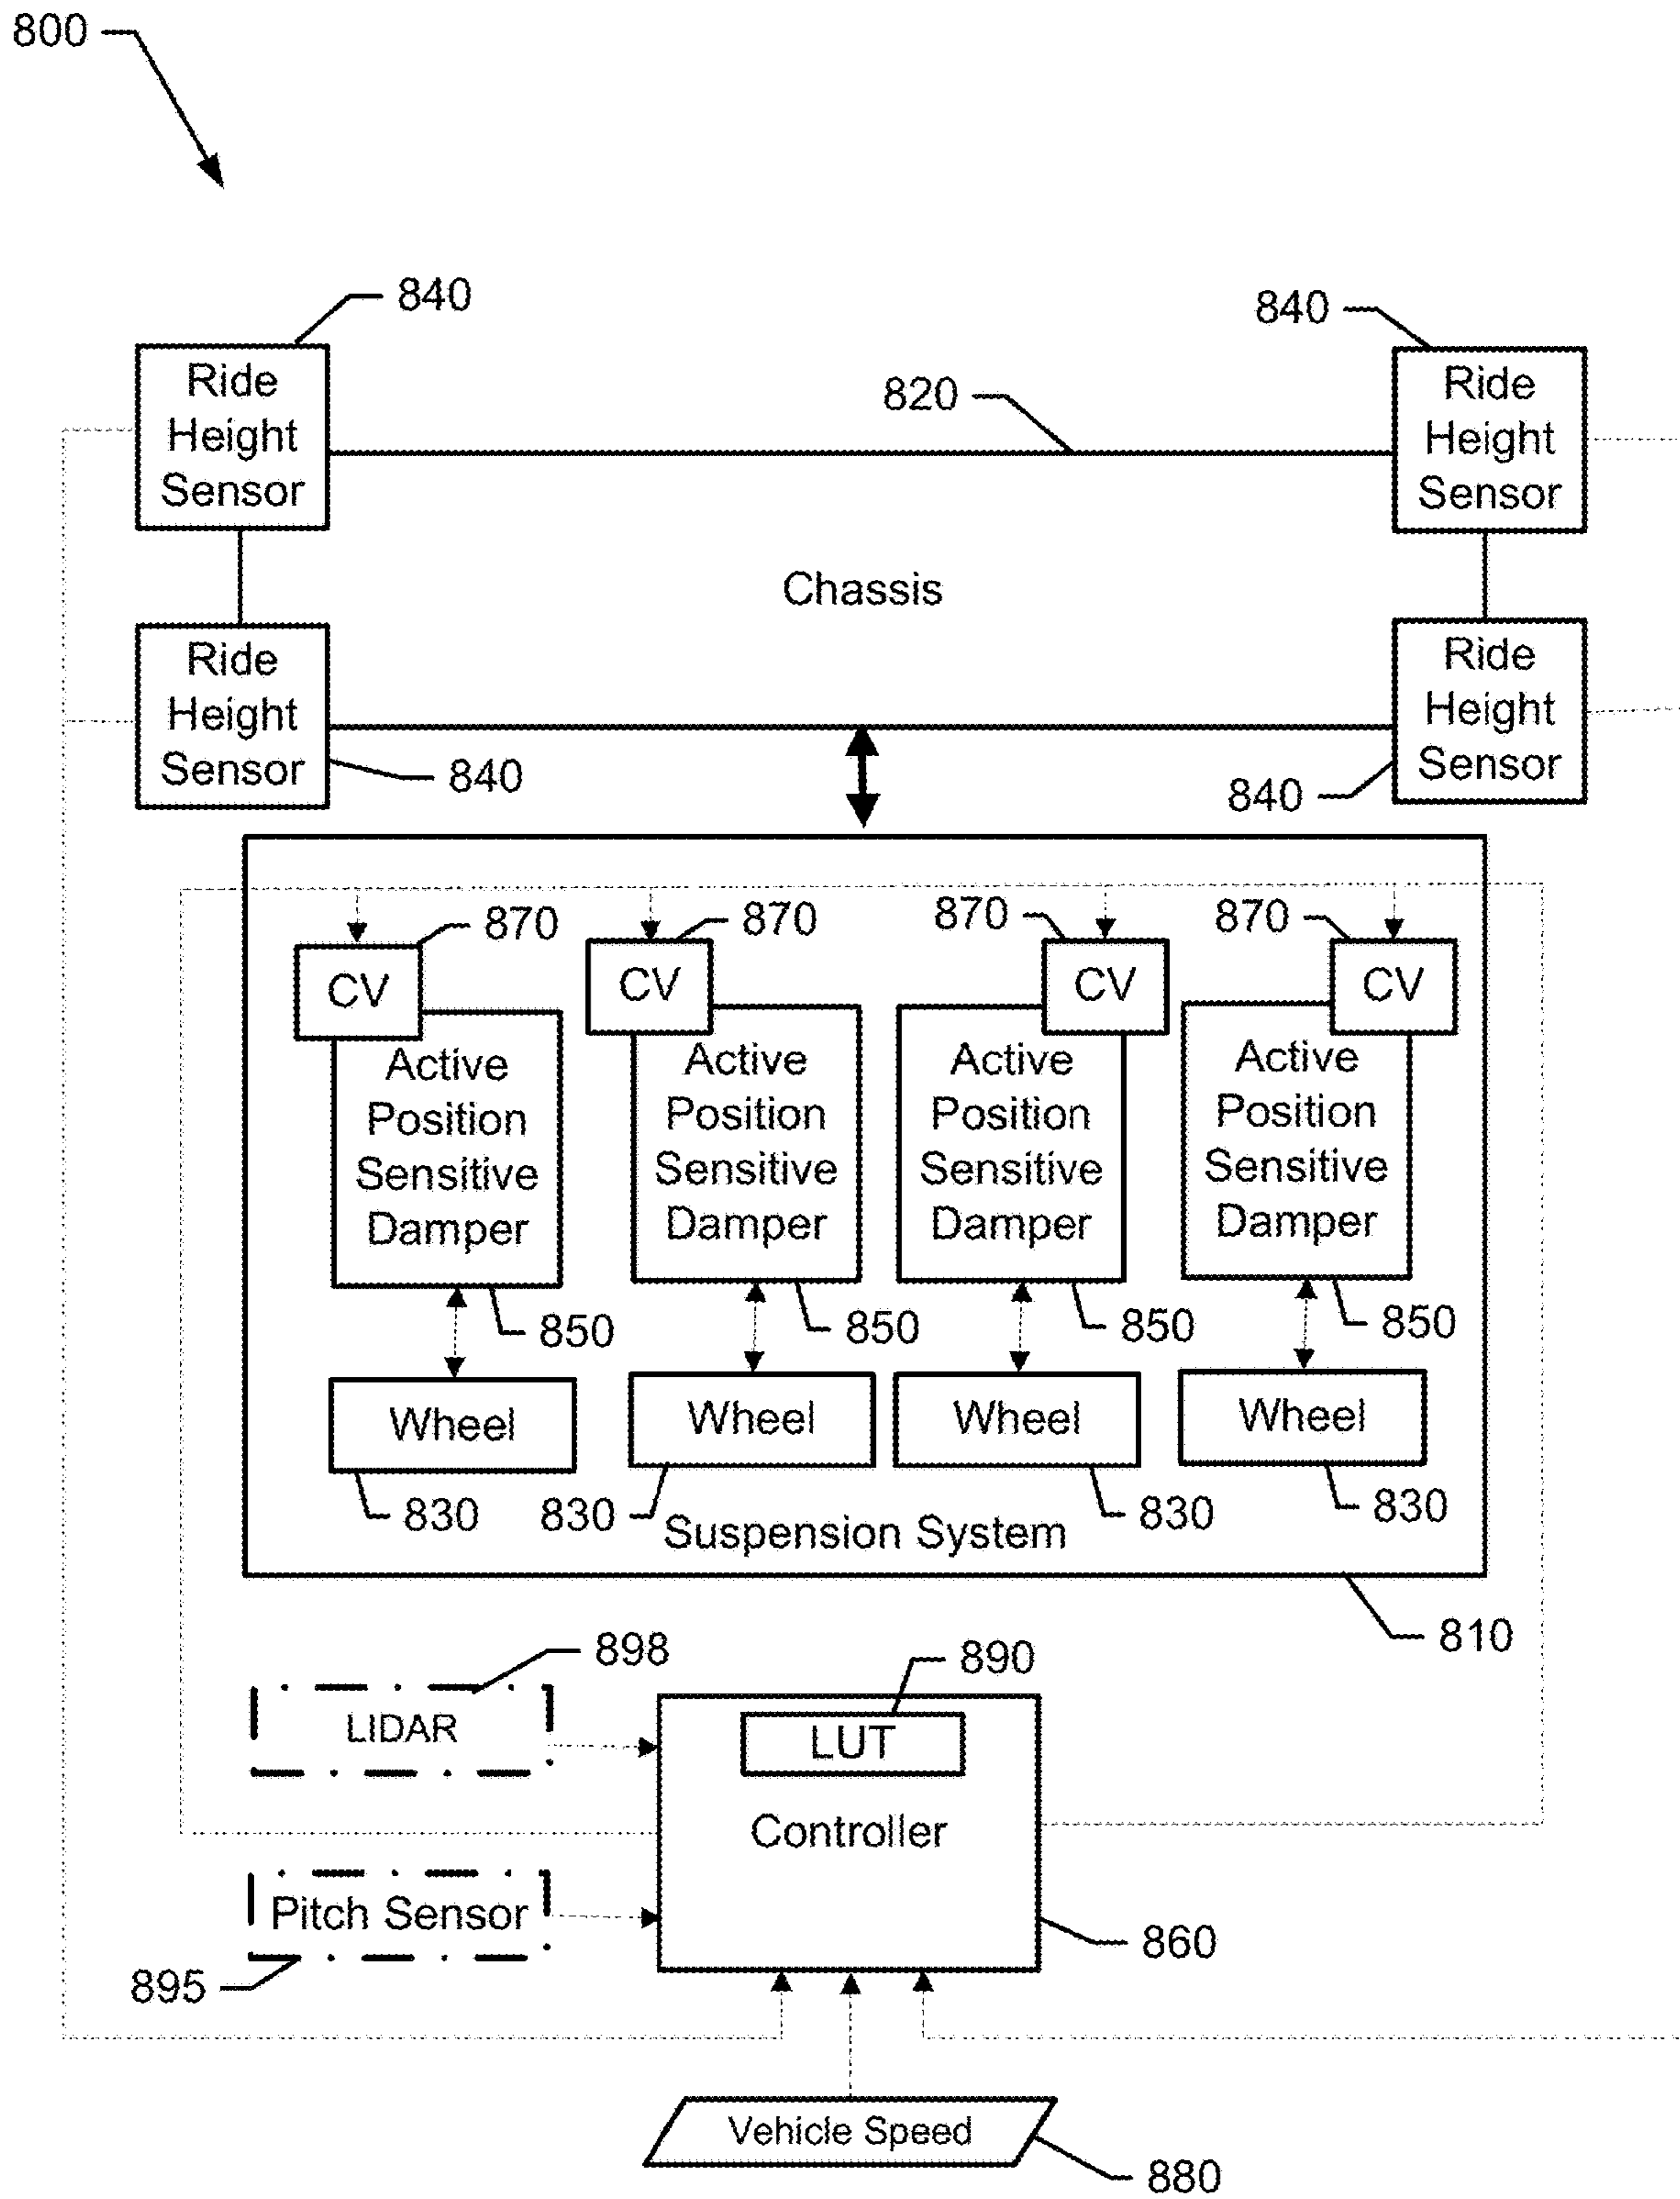 800
840
840
820
Ride
Height
Sensor
Ride
Height
Sensor
Chassis
Ride
Height
Sensor
Ride
Height
Sensor
840
840
870
870
870
870
CV
CV
CV
CV
Active
Position
Sensitive
Damper
Active
Position
Sensitive
Damper
Active
Position
Sensitive
Damper
Active
Position
Sensitive
Damper
850
850
850
850
Wheel
Wheel
Wheel
Wheel
830
830
830
830
Suspension System
810
898
890
LIDAR
LUT
Controller
Pitch Sensor
860
895
Vehicle Speed
880